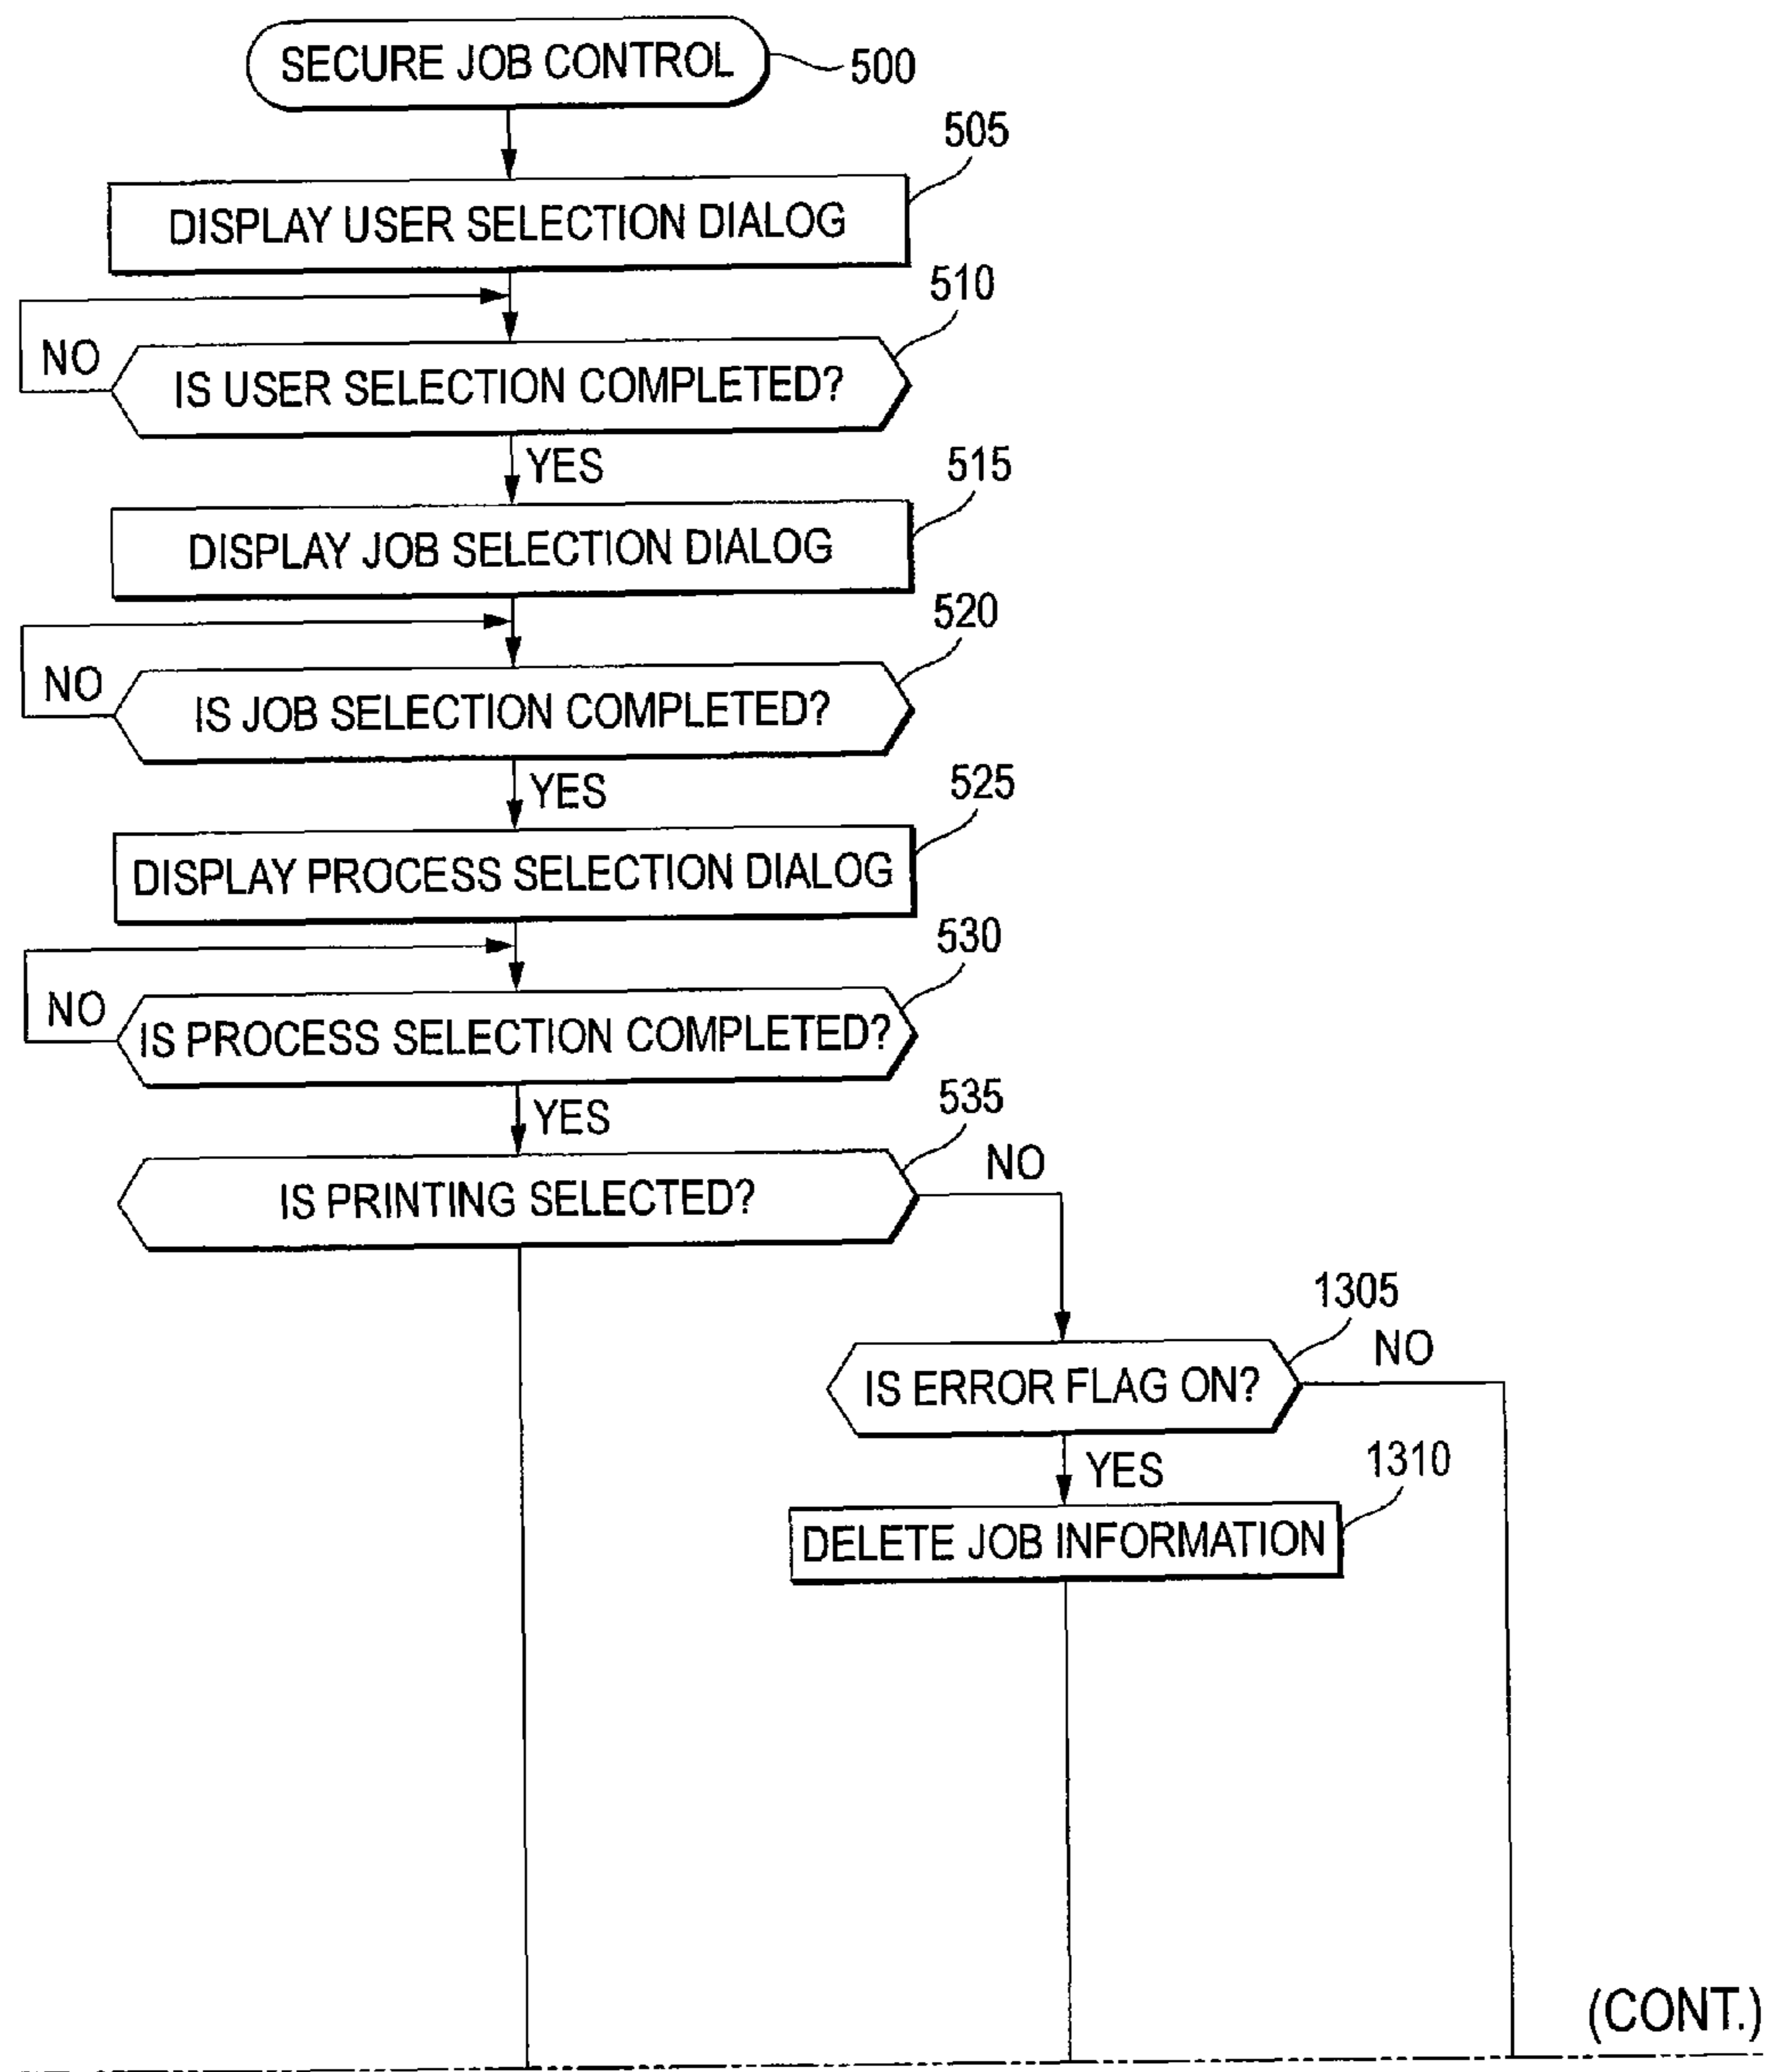 SECURE JOB CONTROL
500
505
DISPLAY USER SELECTION DIALOG
510
NO
IS USER SELECTION COMPLETED?
YES
515
DISPLAY JOB SELECTION DIALOG
520
NO
IS JOB SELECTION COMPLETED?
YES
525
DISPLAY PROCESS SELECTION DIALOG
530
NO
IS PROCESS SELECTION COMPLETED?
YES
535
NO
IS PRINTING SELECTED?
1305
NO
IS ERROR FLAG ON?
YES
1310
DELETE JOB INFORMATION
(CONT.)